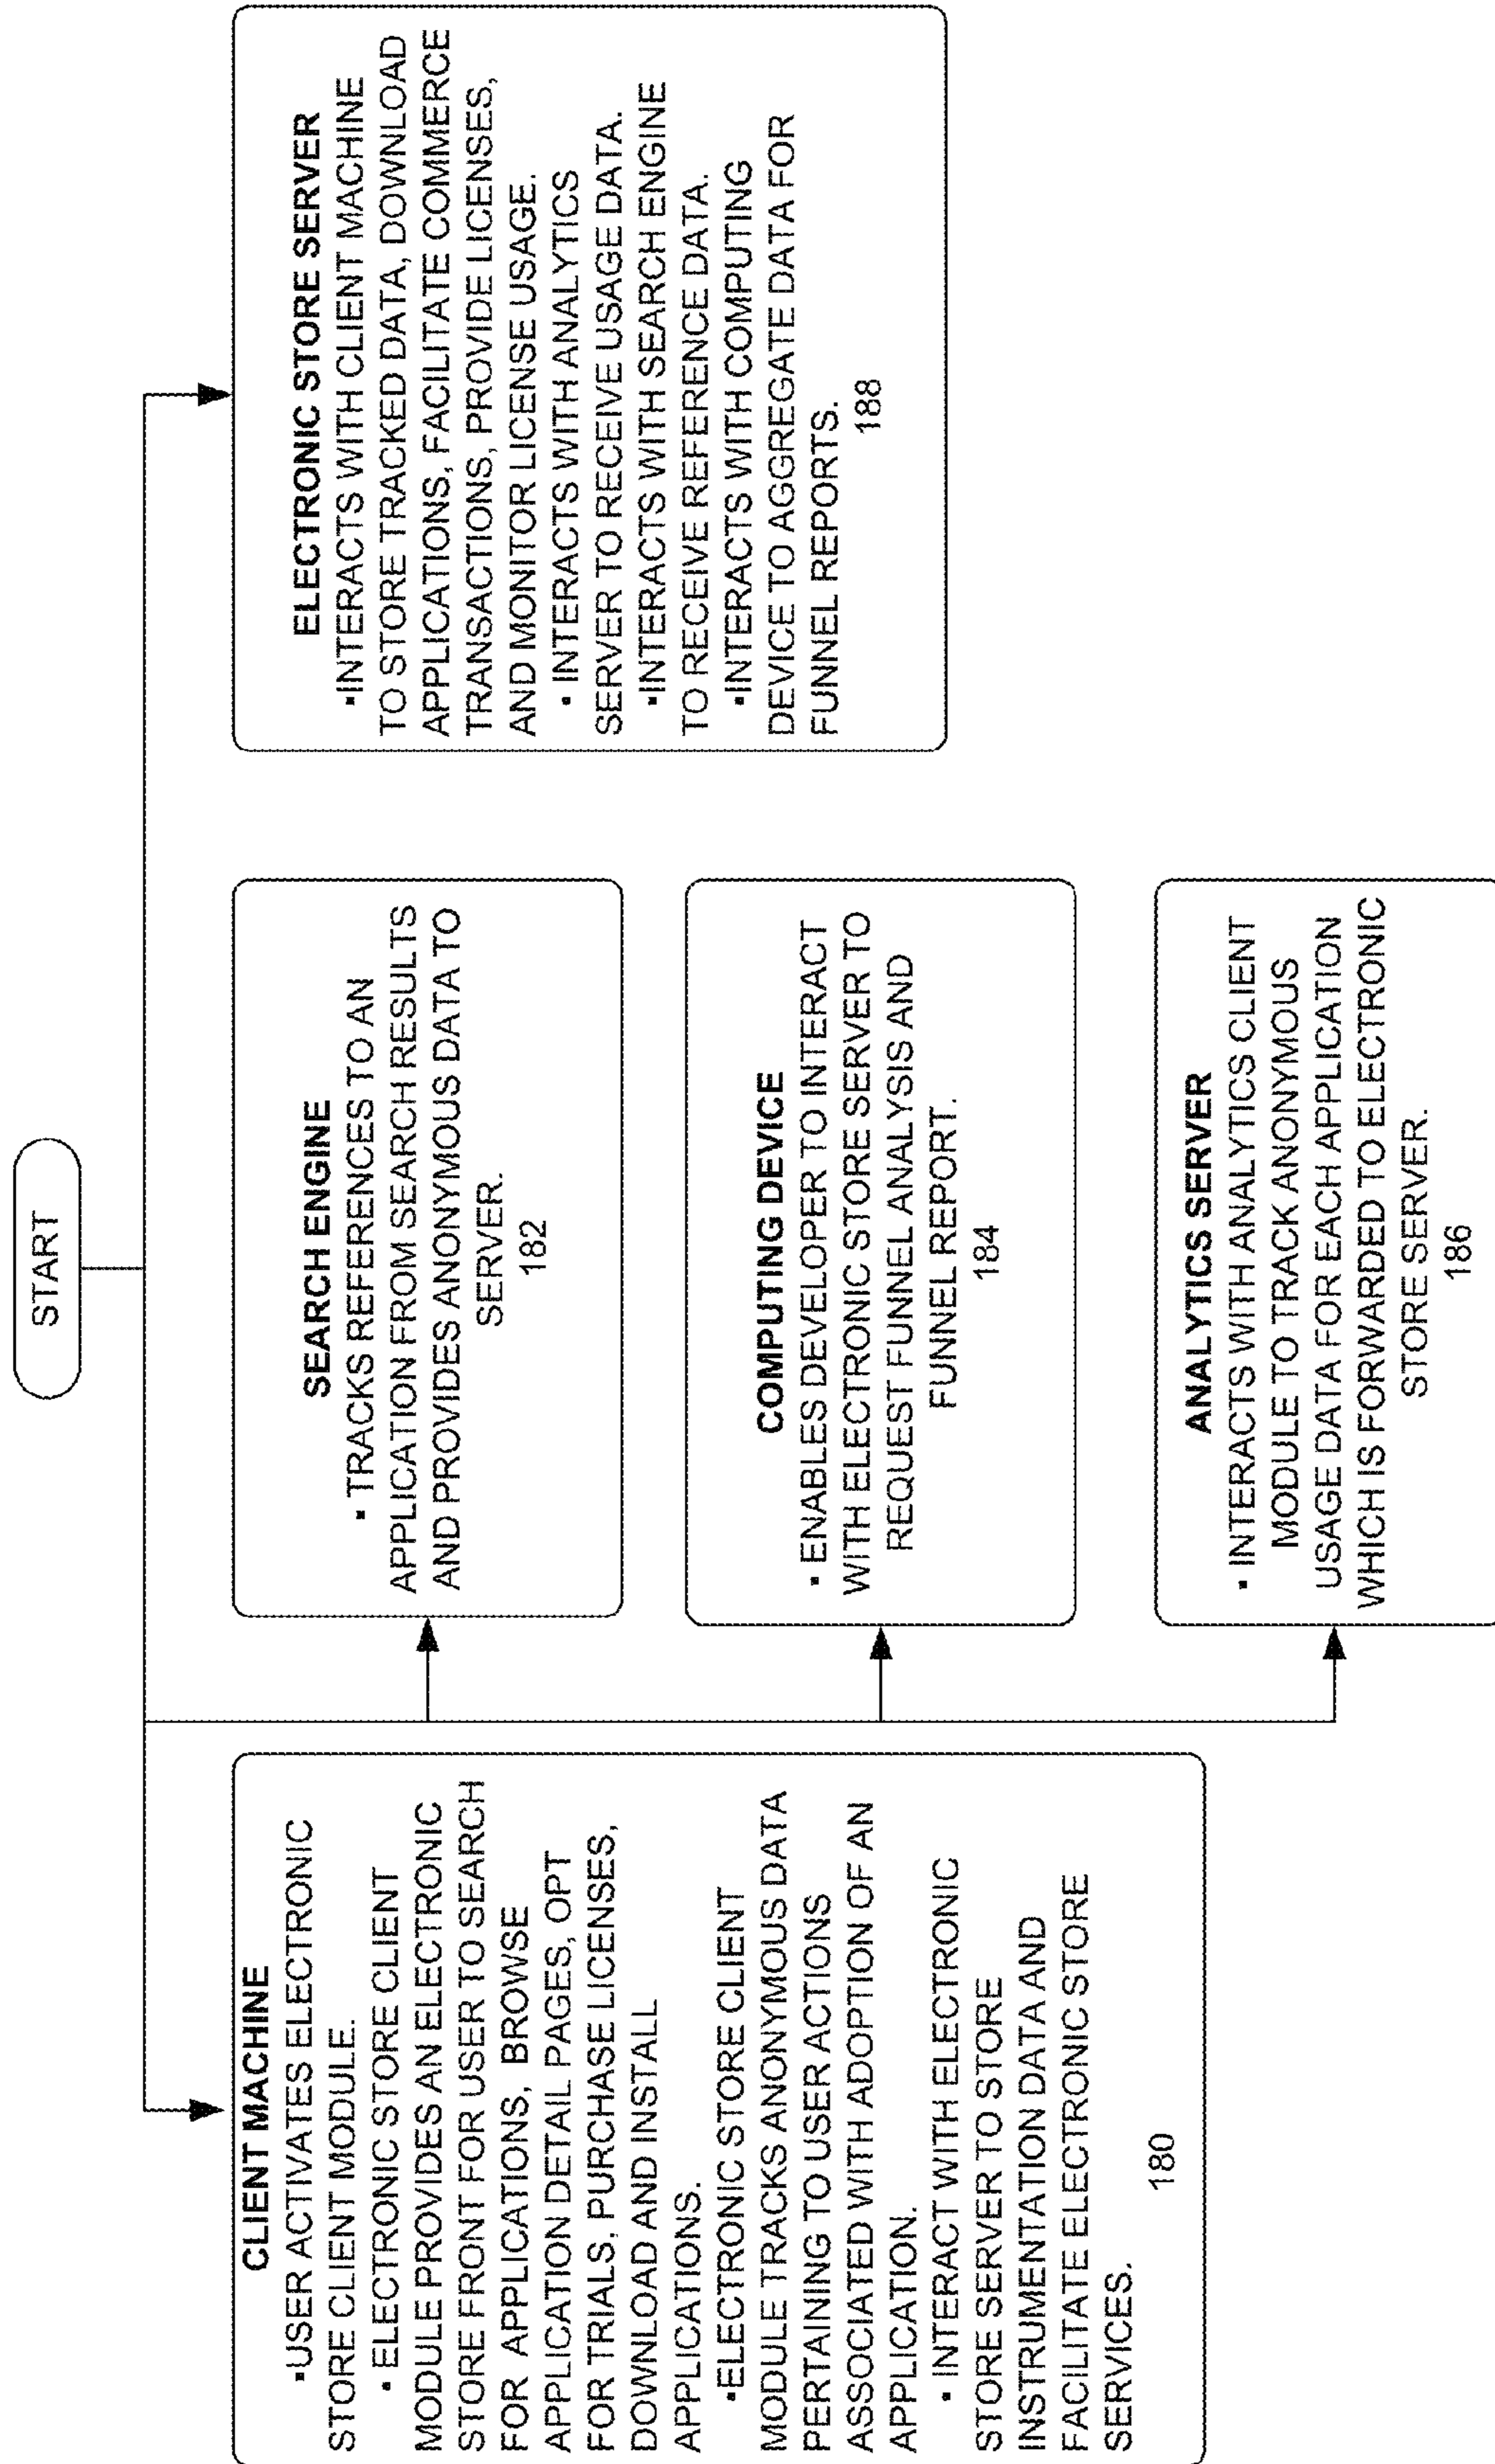 START
CLIENT MACHINE
▪USER ACTIVATES ELECTRONIC
STORE CLIENT MODULE.
▪ ELECTRONIC STORE CLIENT
MODULE PROVIDES AN ELECTRONIC
STORE FRONT FOR USER TO SEARCH
FOR APPLICATIONS, BROWSE
APPLICATION DETAIL PAGES, OPT
FOR TRIALS, PURCHASE LICENSES,
DOWNLOAD AND INSTALL
APPLICATIONS.
▪ELECTRONIC STORE CLIENT
MODULE TRACKS ANONYMOUS DATA
PERTAINING TO USER ACTIONS
ASSOCIATED WITH ADOPTION OF AN
APPLICATION.
▪ INTERACT WITH ELECTRONIC
STORE SERVER TO STORE
INSTRUMENTATION DATA AND
FACILITATE ELECTRONIC STORE
SERVICES.
180
SEARCH ENGINE
▪ TRACKS REFERENCES TO AN
APPLICATION FROM SEARCH RESULTS
AND PROVIDES ANONYMOUS DATA TO
SERVER.
182
COMPUTING DEVICE
▪ ENABLES DEVELOPER TO INTERACT
WITH ELECTRONIC STORE SERVER TO
REQUEST FUNNEL ANALYSIS AND
FUNNEL REPORT.
184
ANALYTICS SERVER
▪ INTERACTS WITH ANALYTICS CLIENT
MODULE TO TRACK ANONYMOUS
USAGE DATA FOR EACH APPLICATION
WHICH IS FORWARDED TO ELECTRONIC
STORE SERVER.
186
ELECTRONIC STORE SERVER
▪INTERACTS WITH CLIENT MACHINE
TO STORE TRACKED DATA, DOWNLOAD
APPLICATIONS, FACILITATE COMMERCE
TRANSACTIONS, PROVIDE LICENSES,
AND MONITOR LICENSE USAGE.
▪ INTERACTS WITH ANALYTICS
SERVER TO RECEIVE USAGE DATA.
▪INTERACTS WITH SEARCH ENGINE
TO RECEIVE REFERENCE DATA.
▪INTERACTS WITH COMPUTING
DEVICE TO AGGREGATE DATA FOR
FUNNEL REPORTS.
188